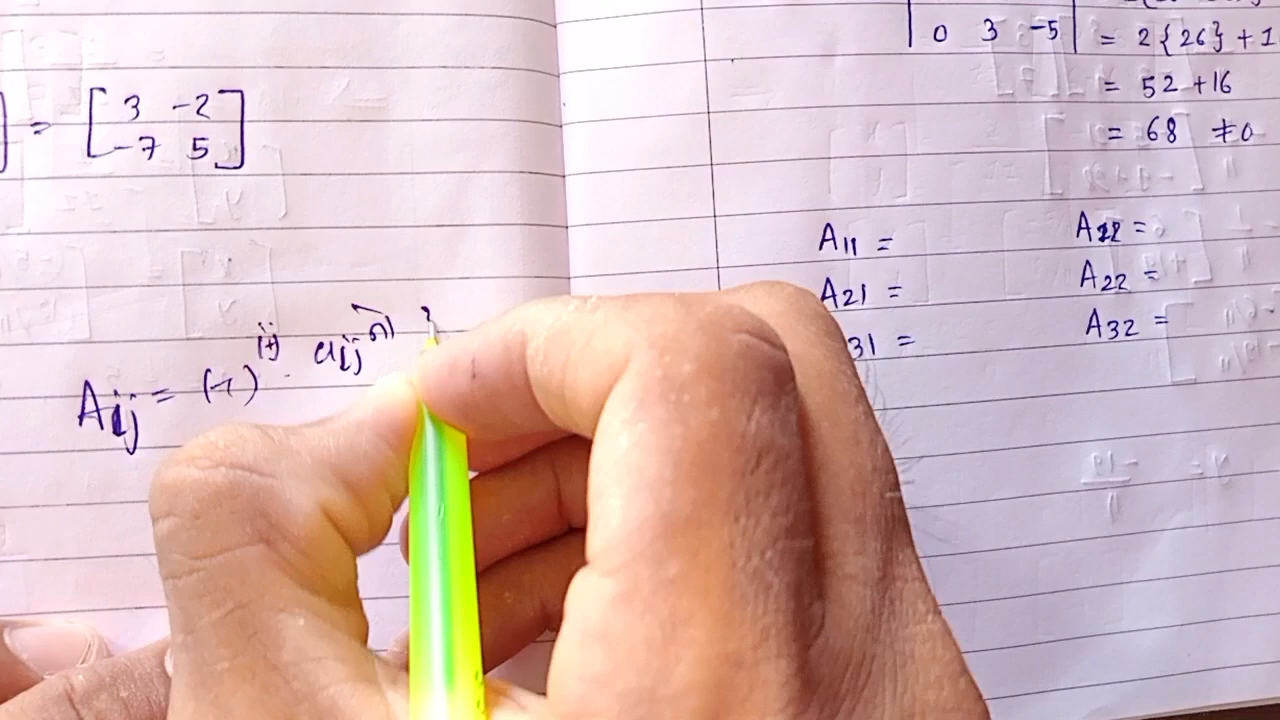 = [ 3 -2
-7 5 ]
Aij = (-1)^i+j · aij की
| 0 3 -5 |
= 2{26} + 1
= 52 + 16
= 68 ≠ 0
A11 = A12 =
A21 = A22 =
31 = A32 =